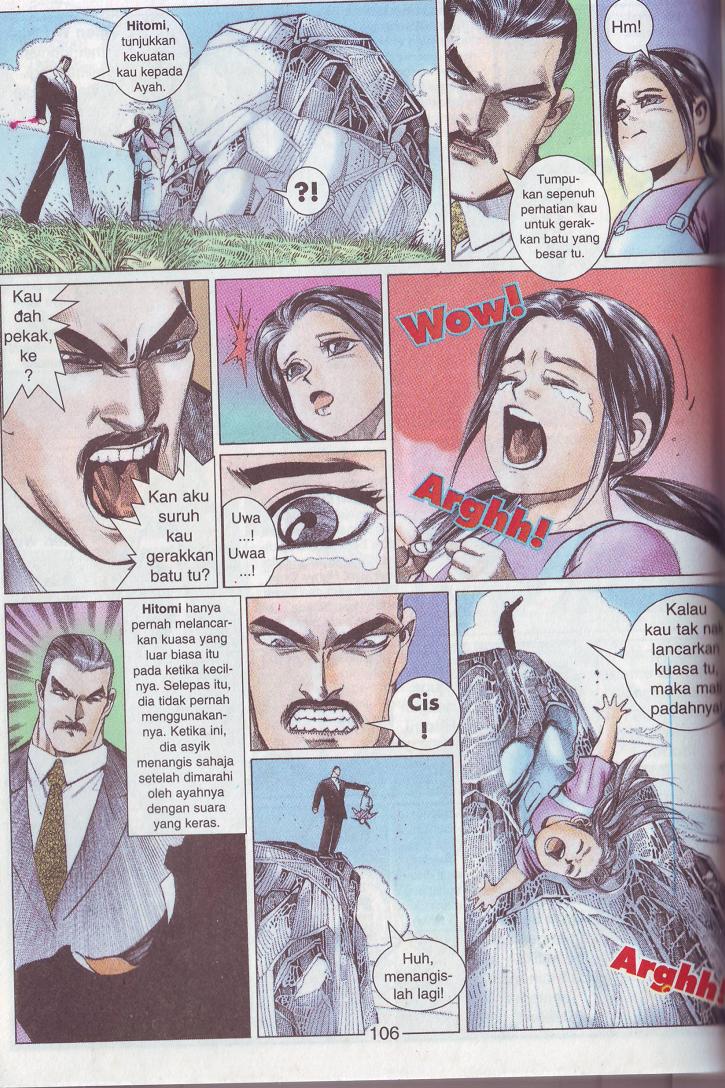 Hitomi,
tunjukkan
kekuatan
kau kepada
Ayah.
?!
Tumpu-
kan sepenuh
perhatian kau
untuk gerak-
kan batu yang
besar tu.
Hm!
Kau
dah
pekak,
ke
?
Kan aku
suruh
kau
gerakkan
batu tu?
Uwa
...!
Uwaa
...!
Wow!
Arghh!
Hitomi hanya
pernah melancar-
kan kuasa yang
luar biasa itu
pada ketika kecil-
nya. Selepas itu,
dia tidak pernah
menggunakan-
nya. Ketika ini,
dia asyik
menangis sahaja
setelah dimarahi
oleh ayahnya
dengan suara
yang keras.
Cis
!
Huh,
menangis-
lah lagi!
Kalau
kau tak
lancarkan
kuasa tu,
maka
padahnya
Arghh!
106